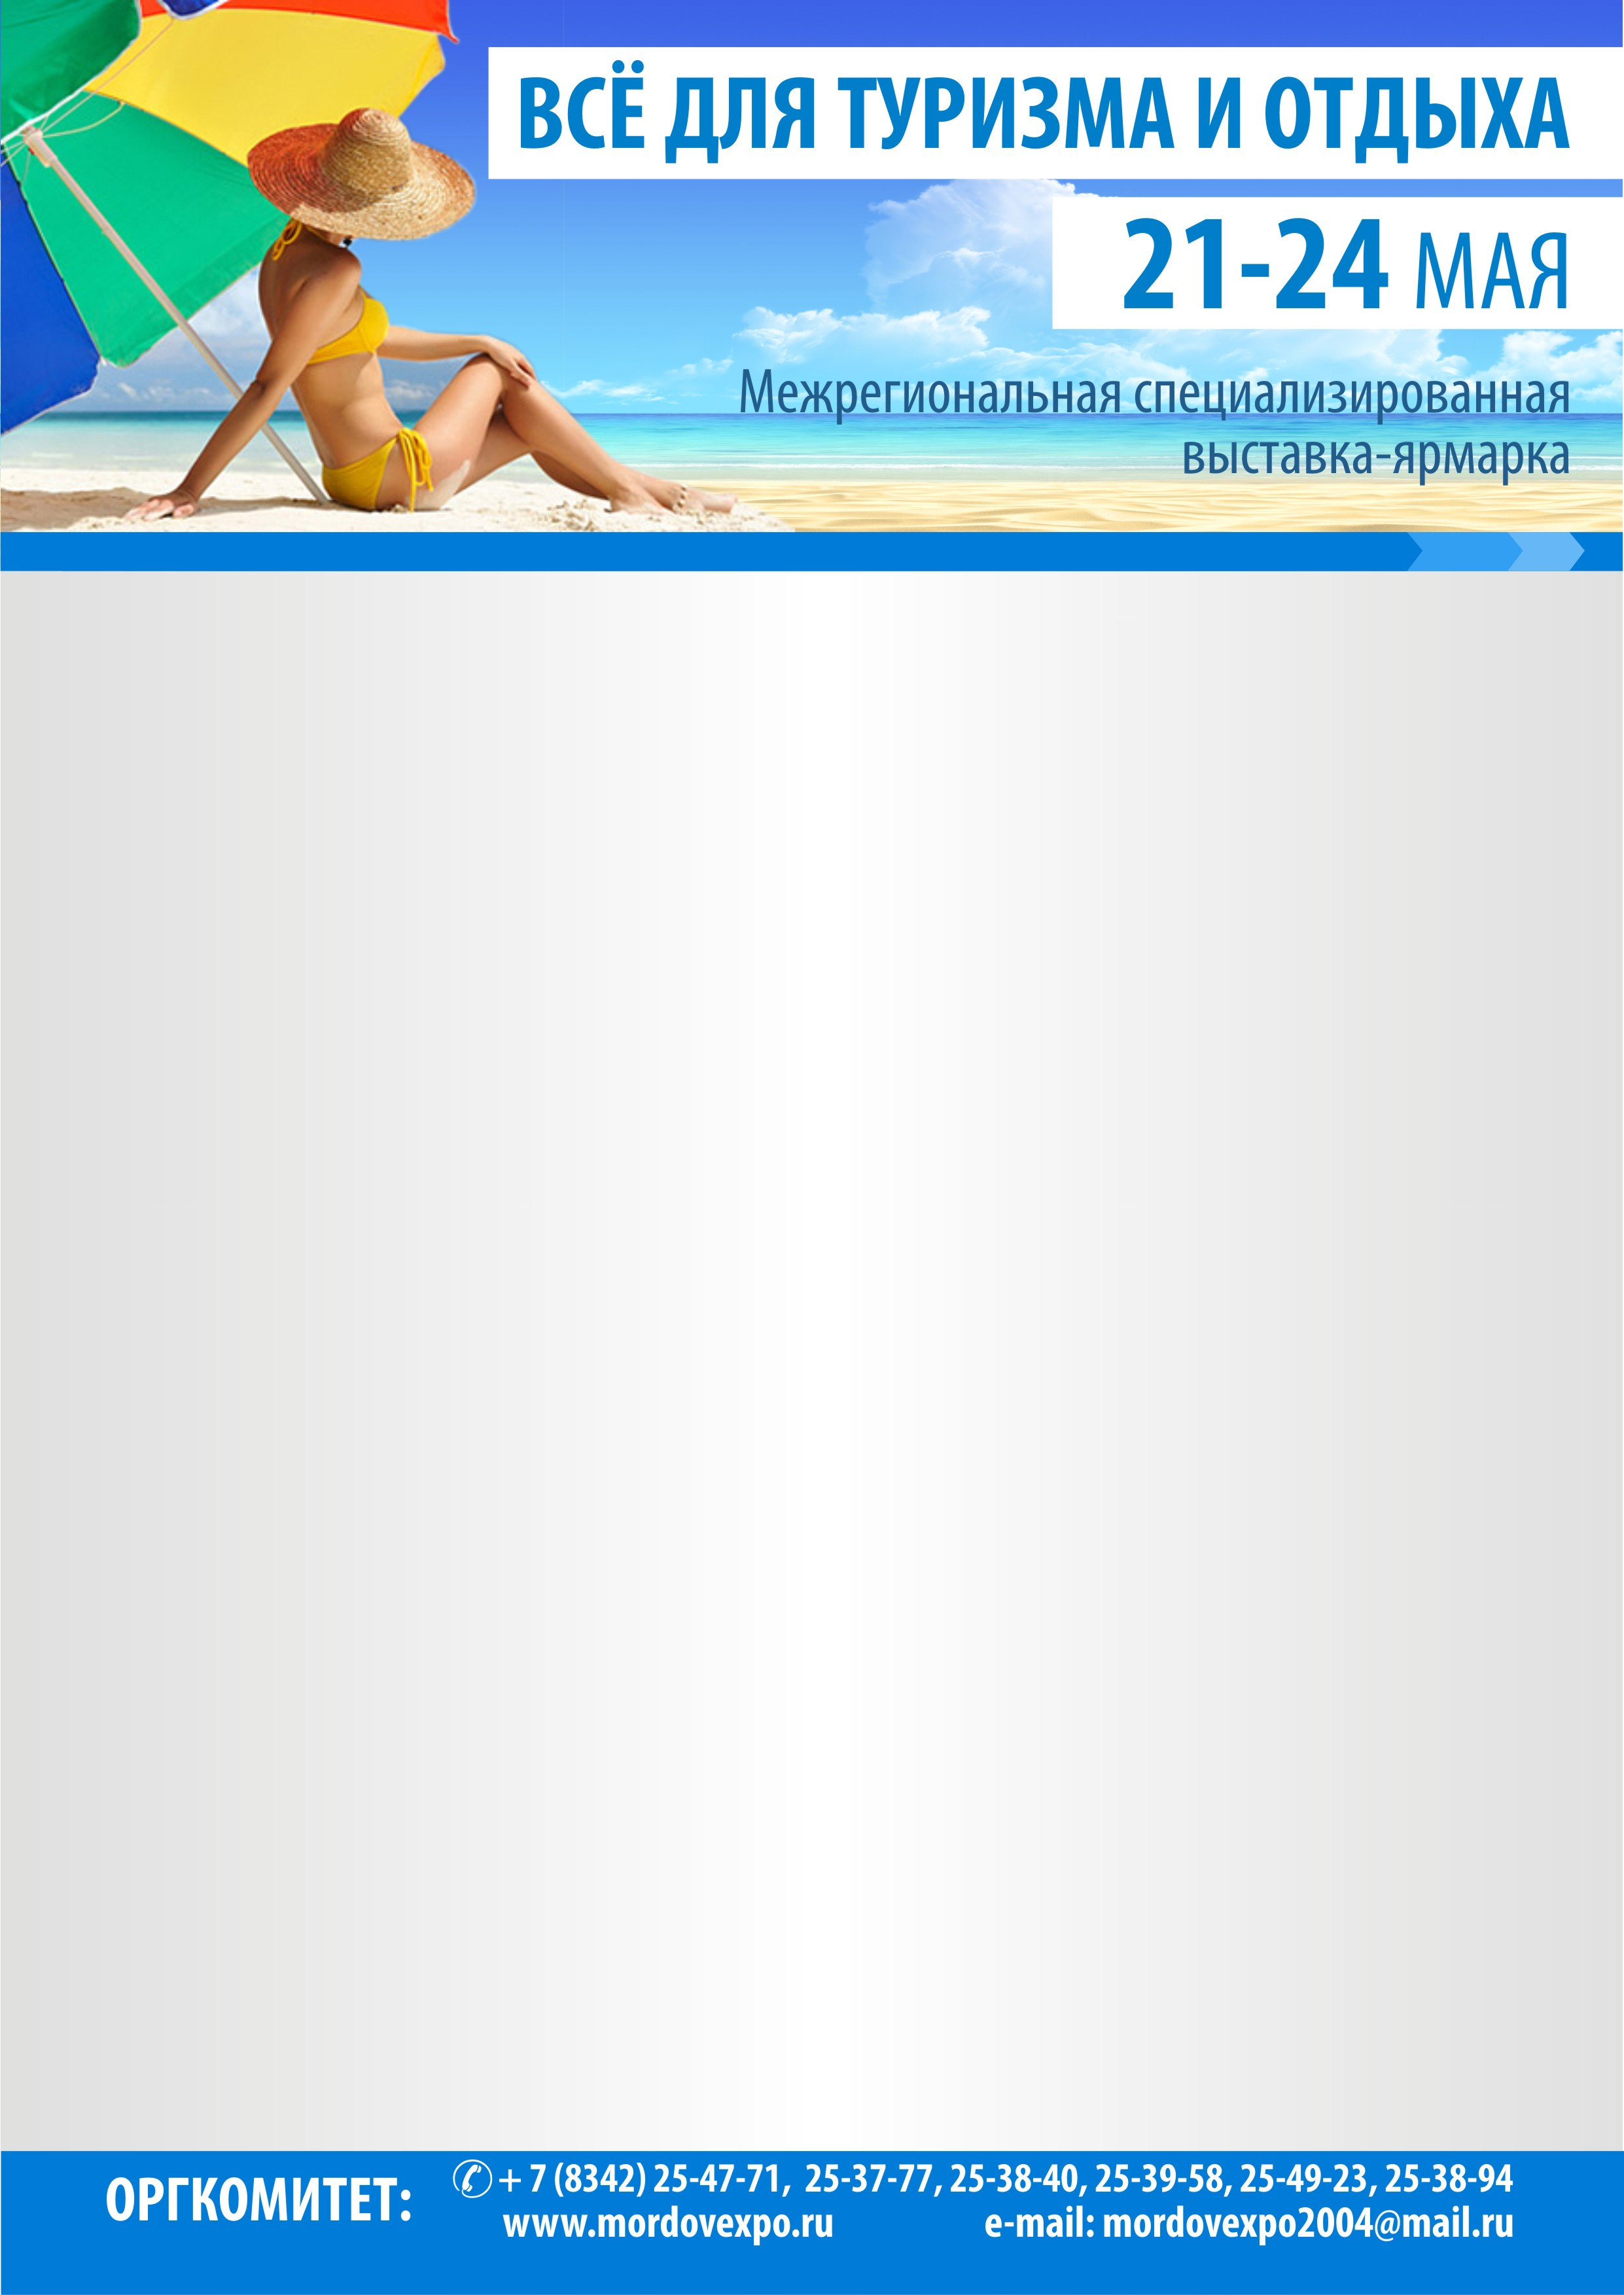 ВСЁ ДЛЯ ТУРИЗМА И ОТДЫХА
21-24 МАЯ
Межрегиональная специализированная
выставка-ярмарка
ОРГКОМИТЕТ:
✆ + 7 (8342) 25-47-71, 25-37-77, 25-38-40, 25-39-58, 25-49-23, 25-38-94
www.mordovexpo.ru e-mail: mordovexpo2004@mail.ru